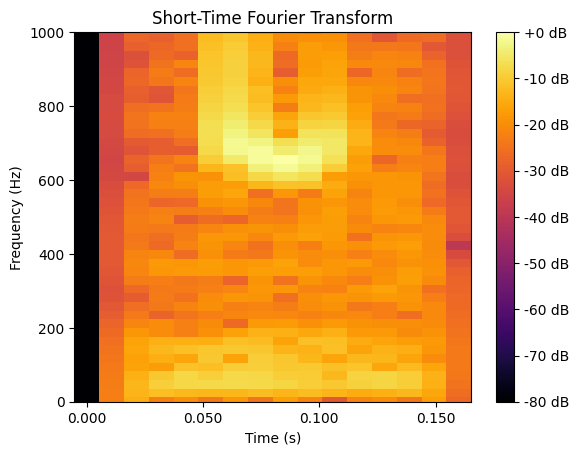 Short-Time Fourier Transform
1000
800
600
400
200
0
Frequency (Hz)
0.000
0.050
0.100
0.150
Time (s)
+0 dB
-10 dB
-20 dB
-30 dB
-40 dB
-50 dB
-60 dB
-70 dB
-80 dB